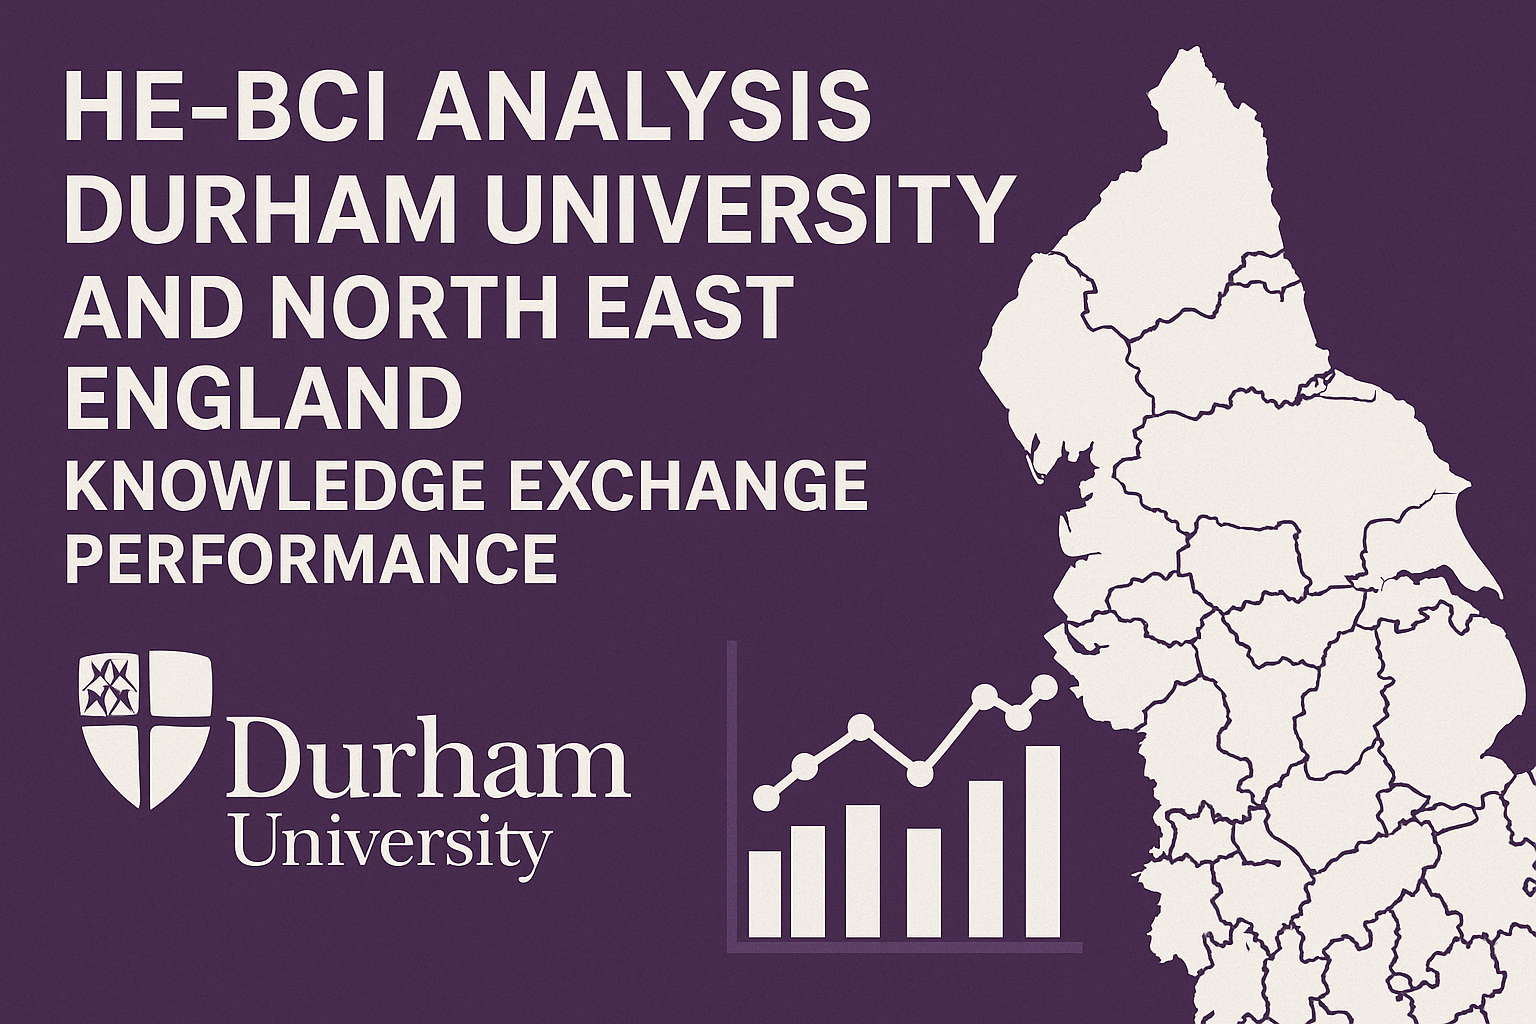 HE-BCI ANALYSIS
DURHAM UNIVERSITY
AND NORTH EAST
ENGLAND
KNOWLEDGE EXCHANGE
PERFORMANCE
Durham
University